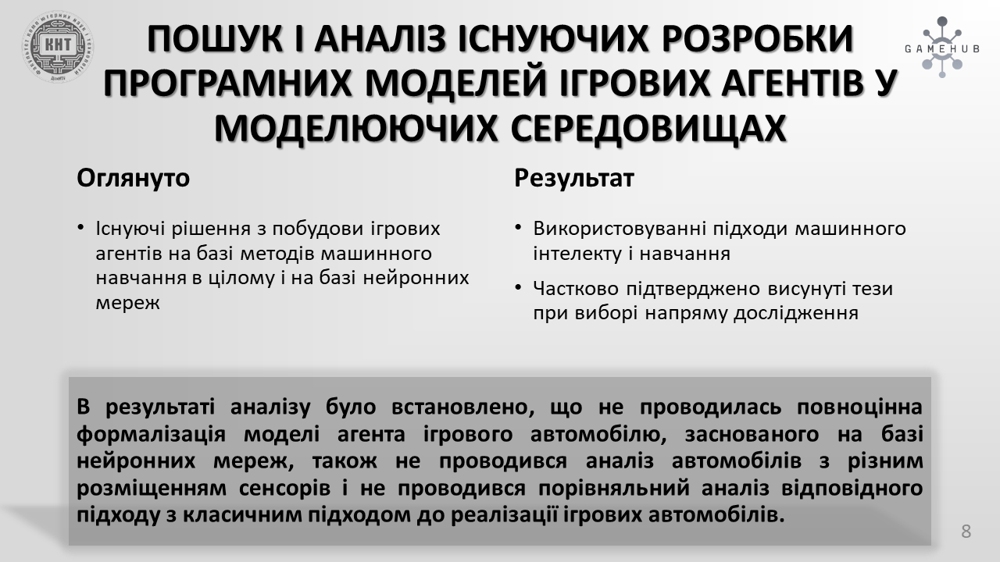 КНТ
GAMEHUB
ПОШУК І АНАЛІЗ ІСНУЮЧИХ РОЗРОБКИ
ПРОГРАМНИХ МОДЕЛЕЙ ІГРОВИХ АГЕНТІВ У
МОДЕЛЮЮЧИХ СЕРЕДОВИЩАХ
Оглянуто
• Існуючі рішення з побудови ігрових
агентів на базі методів машинного
навчання в цілому і на базі нейронних
мереж
Результат
• Використовуванні підходи машинного
інтелекту і навчання
• Частково підтверджено висунуті тези
при виборі напряму дослідження
В результаті аналізу було встановлено, що не проводилась повноцінна
формалізація моделі агента ігрового автомобілю, заснованого на базі
нейронних мереж, також не проводився аналіз автомобілів з різним
розміщенням сенсорів і не проводився порівняльний аналіз відповідного
підходу з класичним підходом до реалізації ігрових автомобілів.
8